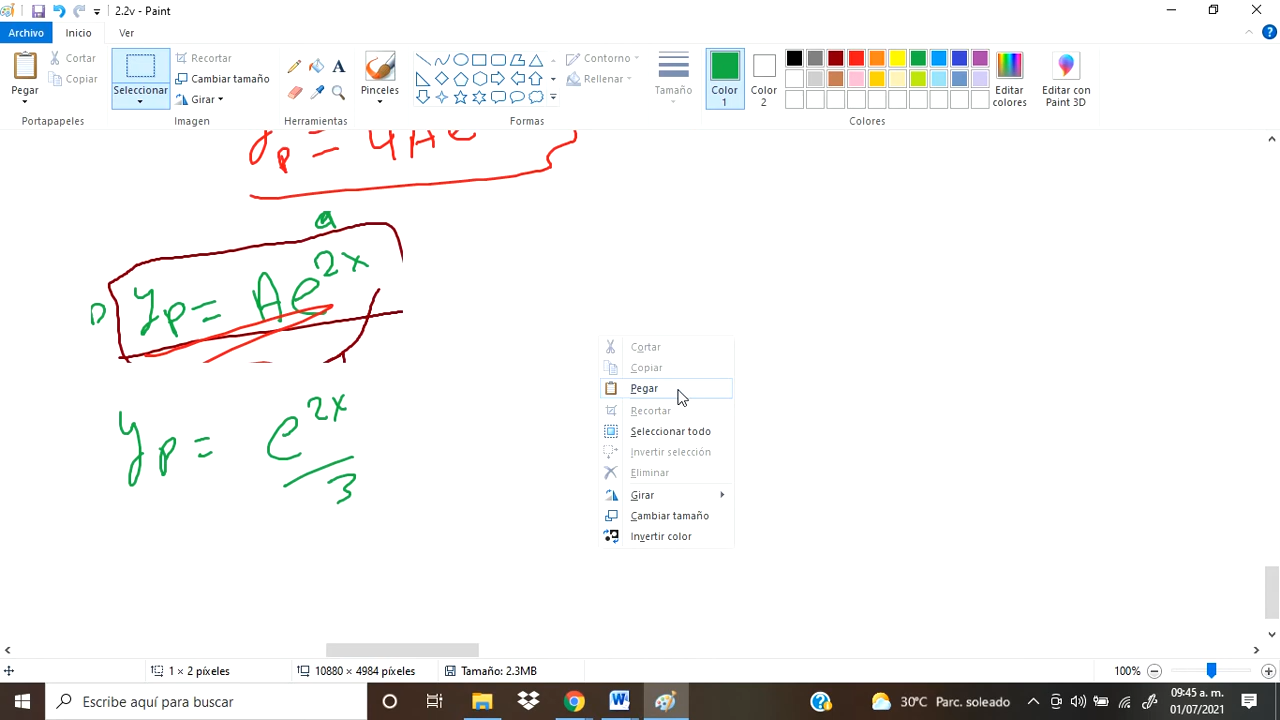 2.2v - Paint
Archivo Inicio Ver
Pegar
Cortar
Copiar
Portapapeles
Seleccionar
Recortar
Cambiar tamaño
Girar
Imagen
A
Herramientas
Pinceles
Contorno
Rellenar
Formas
Tamaño
Color 1
Color 2
Editar colores
Editar con Paint 3D
Colores
yp = 4Ae
yp = Ae^2x
yp = e^2x/3
Cortar
Copiar
Pegar
Recortar
Seleccionar todo
Invertir selección
Eliminar
Girar
Cambiar tamaño
Invertir color
1 × 2 píxeles 10880 × 4984 píxeles Tamaño: 2.3MB 100%
Escribe aquí para buscar
30°C Parc. soleado
09:45 a. m.
01/07/2021